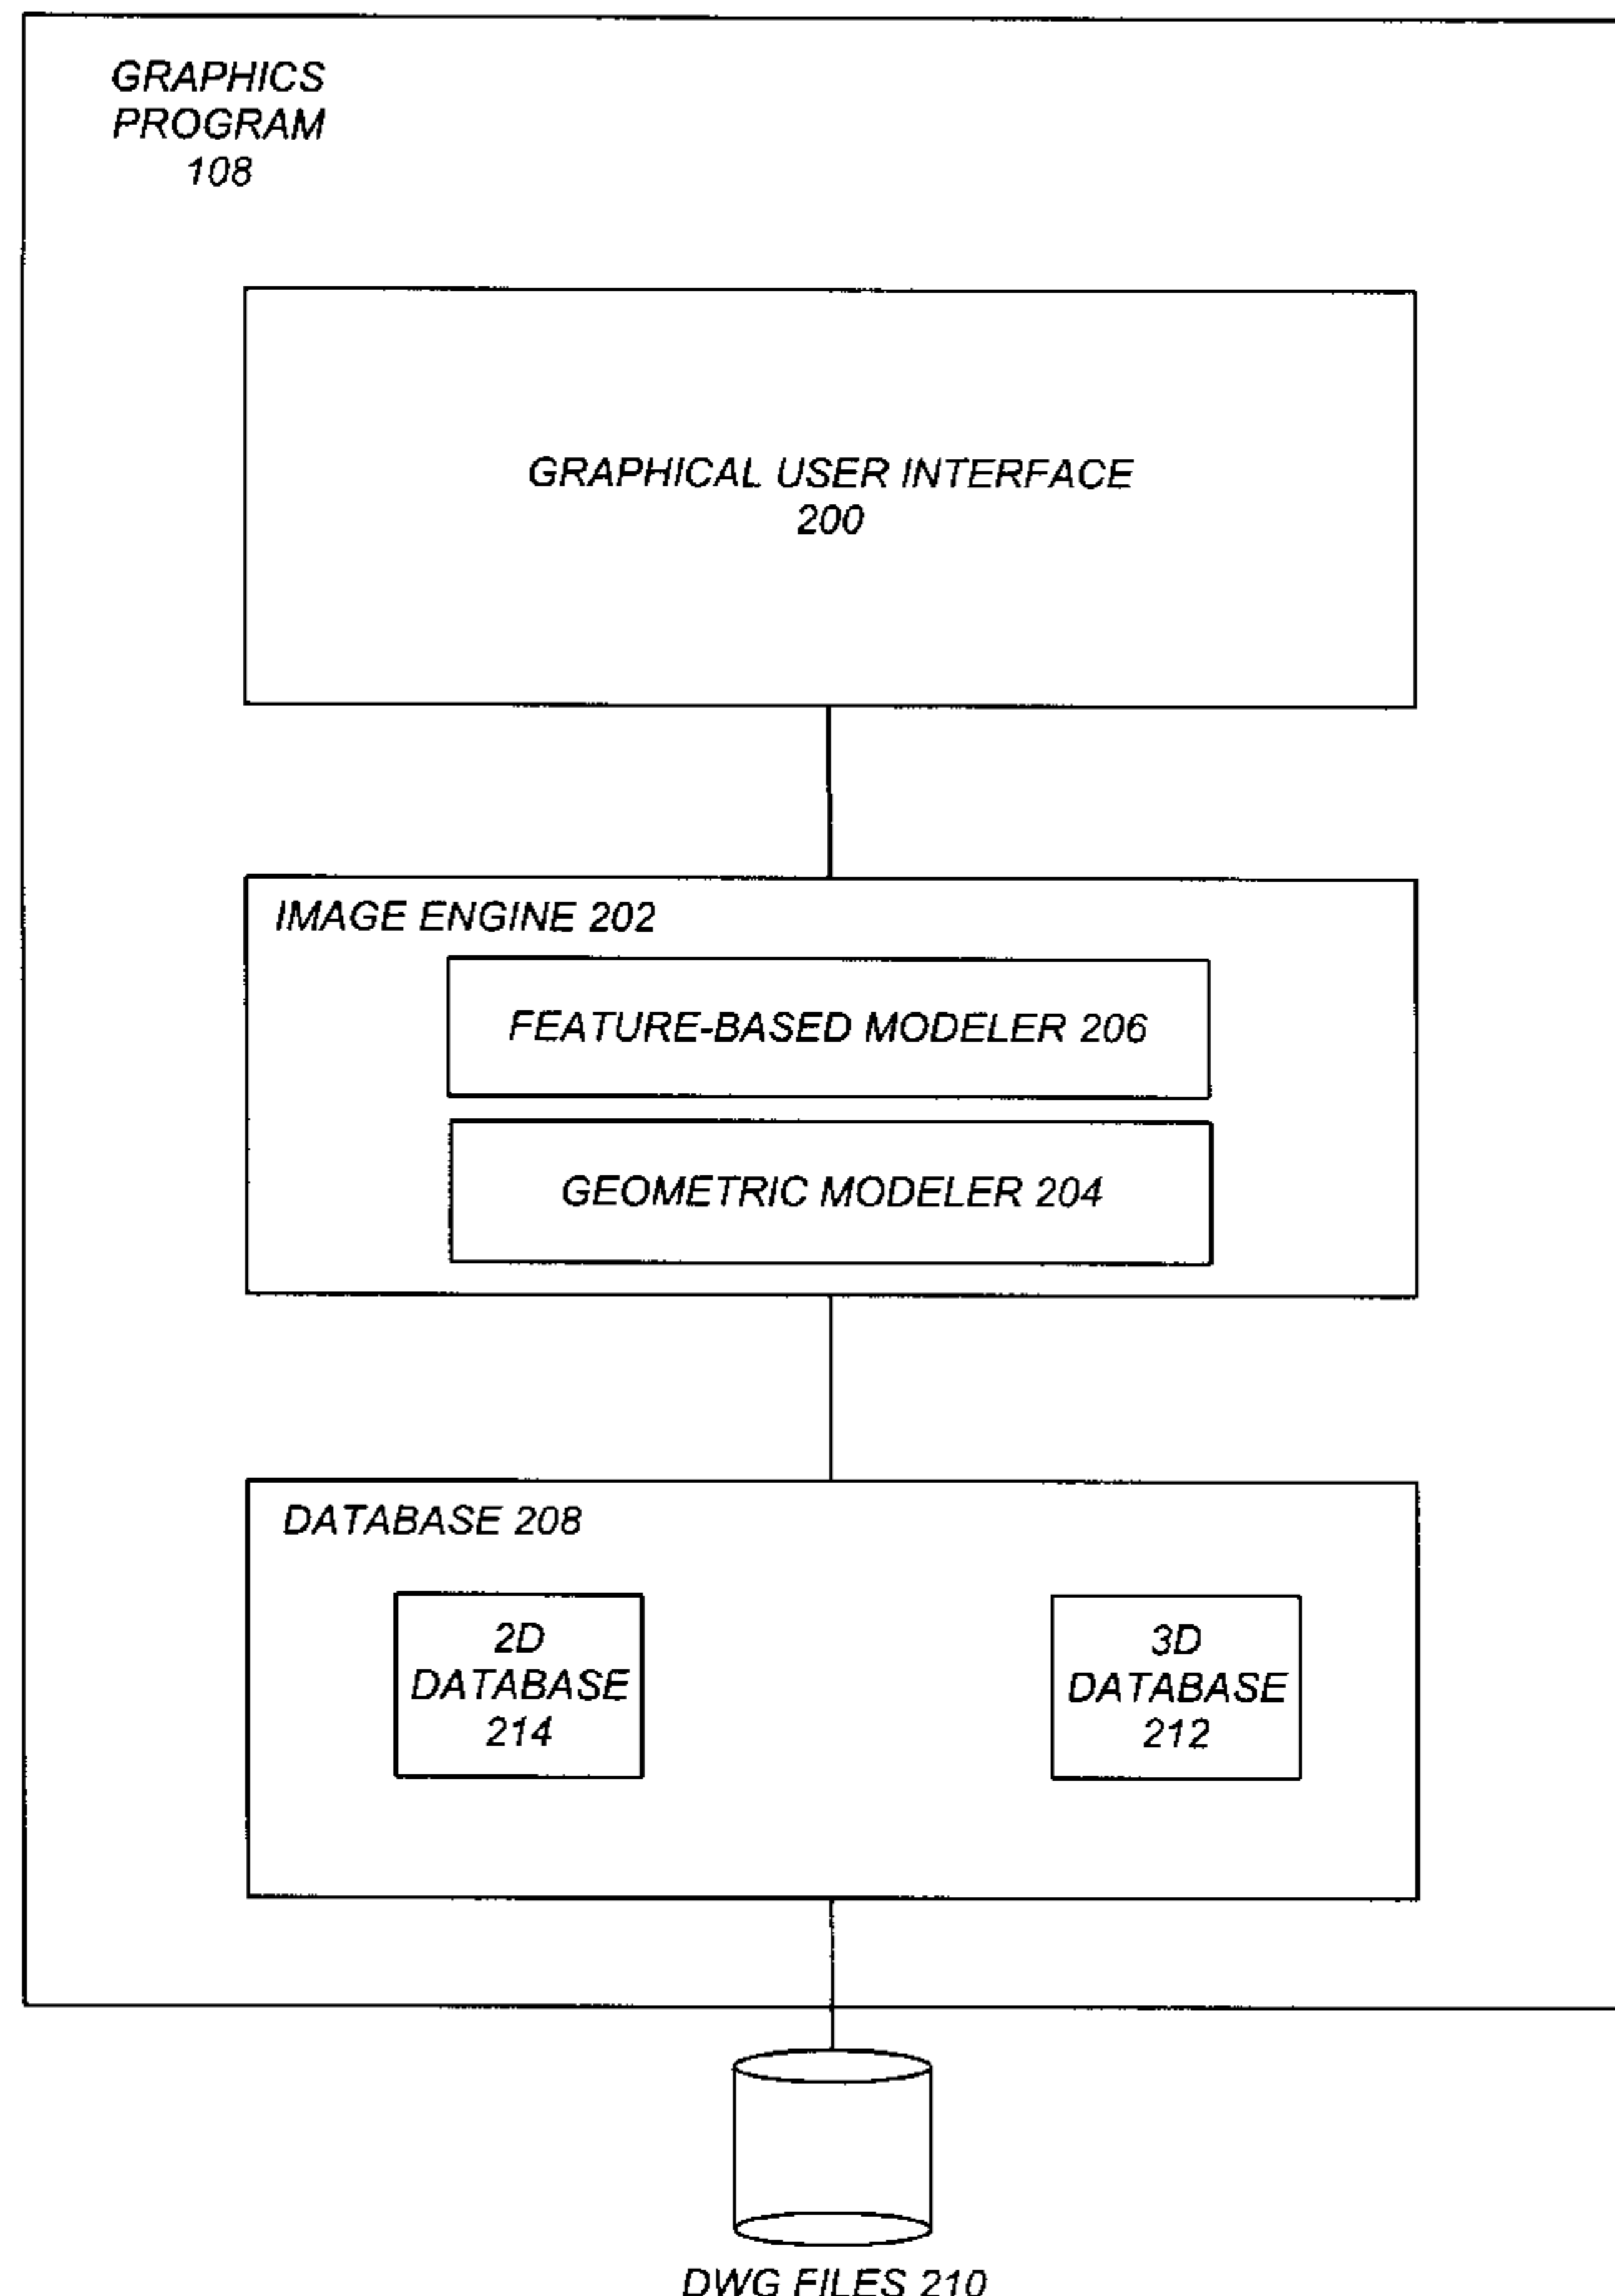 GRAPHICS
PROGRAM
108
GRAPHICAL USER INTERFACE
200
IMAGE ENGINE 202
FEATURE-BASED MODELER 206
GEOMETRIC MODELER 204
DATABASE 208
2D
DATABASE
214
3D
DATABASE
212
DWG FILES 210